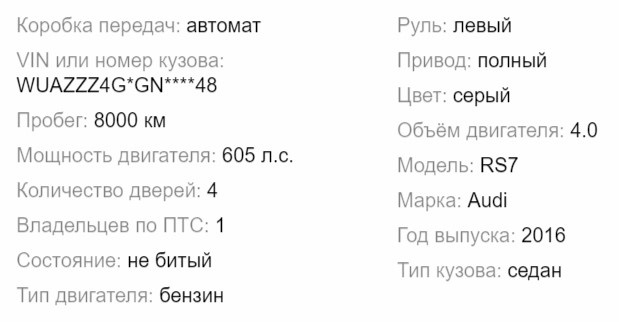 Коробка передач: автомат
VIN или номер кузова:
WUAZZZ4G*GN****48
Пробег: 8000 км
Мощность двигателя: 605 л.с.
Количество дверей: 4
Владельцев по ПТС: 1
Состояние: не битый
Тип двигателя: бензин
Руль: левый
Привод: полный
Цвет: серый
Объём двигателя: 4.0
Модель: RS7
Марка: Audi
Год выпуска: 2016
Тип кузова: седан